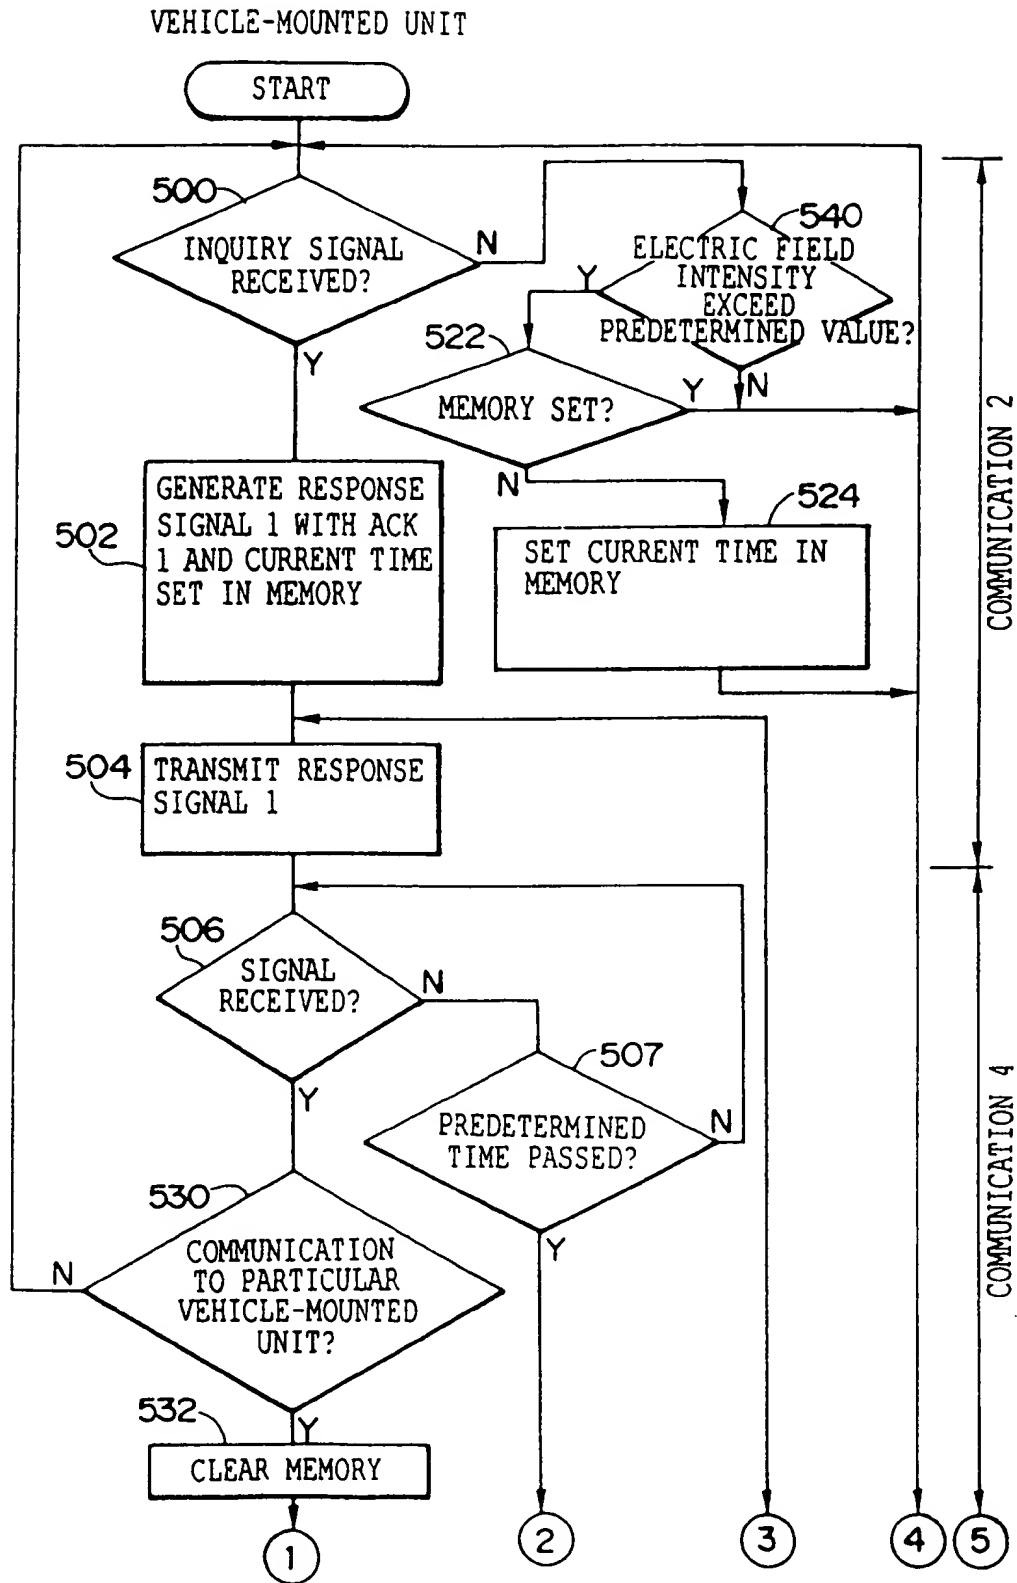 VEHICLE-MOUNTED UNIT
START
500
INQUIRY SIGNAL
RECEIVED?
N
Y
540
ELECTRIC FIELD
INTENSITY
EXCEED
PREDETERMINED VALUE?
Y
N
522
MEMORY SET?
Y
N
502
GENERATE RESPONSE
SIGNAL 1 WITH ACK
1 AND CURRENT TIME
SET IN MEMORY
524
SET CURRENT TIME IN
MEMORY
COMMUNICATION 2
504
TRANSMIT RESPONSE
SIGNAL 1
506
SIGNAL
RECEIVED?
N
Y
507
PREDETERMINED
TIME PASSED?
N
Y
530
COMMUNICATION
TO PARTICULAR
VEHICLE-MOUNTED
UNIT?
N
Y
COMMUNICATION 4
532
CLEAR MEMORY
1
2
3
4
5